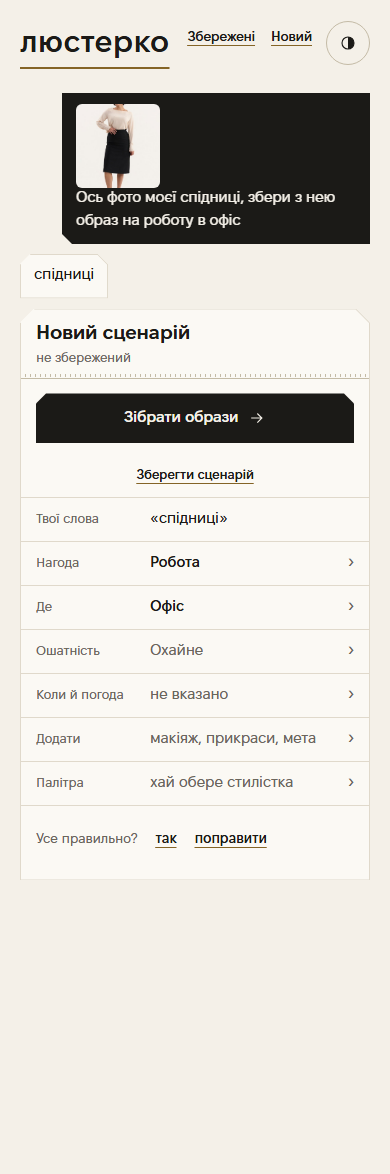 люстерко
Збережені
Новий
Ось фото моєї спідниці, збери з нею
образ на роботу в офіс
спідниці
Новий сценарій
не збережений
Зібрати образи →
Зберегти сценарій
Твої слова «спідниці»
Нагода Робота ›
Де Офіс ›
Ошатність Охайне ›
Коли й погода не вказано ›
Додати макіяж, прикраси, мета ›
Палітра хай обере стилістка ›
Усе правильно? так поправити